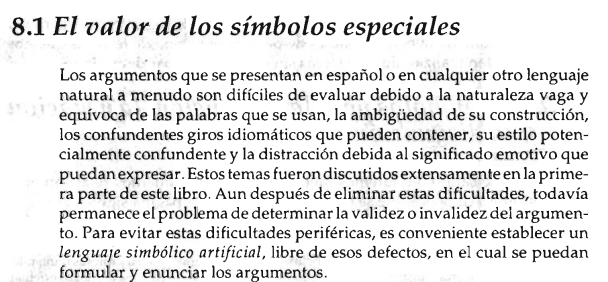 8.1 El valor de los símbolos especiales
Los argumentos que se presentan en español o en cualquier otro lenguaje
natural a menudo son difíciles de evaluar debido a la naturaleza vaga y
equívoca de las palabras que se usan, la ambigüedad de su construcción,
los confundentes giros idiomáticos que pueden contener, su estilo poten-
cialmente confundente y la distracción debida al significado emotivo que
puedan expresar. Estos temas fueron discutidos extensamente en la prime-
ra parte de este libro. Aun después de eliminar estas dificultades, todavía
permanece el problema de determinar la validez o invalidez del argumen-
to. Para evitar estas dificultades periféricas, es conveniente establecer un
lenguaje simbólico artificial, libre de esos defectos, en el cual se puedan
formular y enunciar los argumentos.